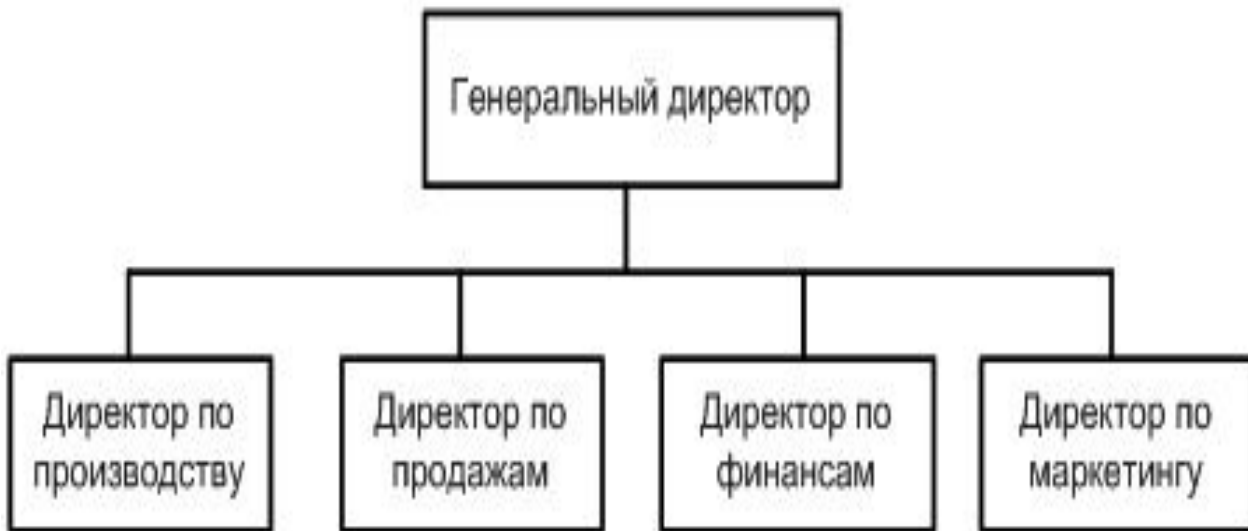 Генеральный директор
Директор по
производству
Директор по
продажам
Директор по
финансам
Директор по
маркетингу